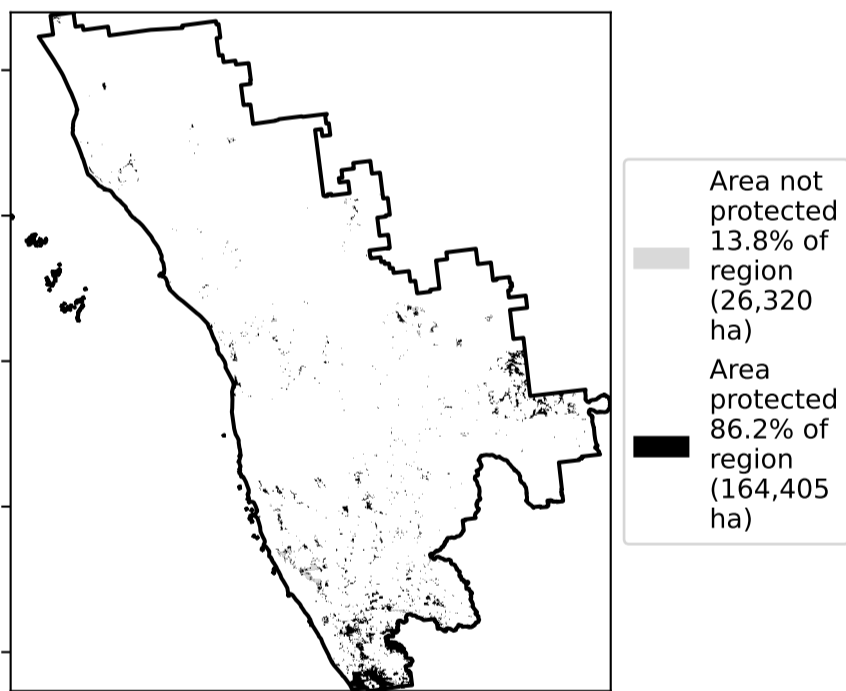 Area not
protected
13.8% of
region
(26,320
ha)
Area
protected
86.2% of
region
(164,405
ha)